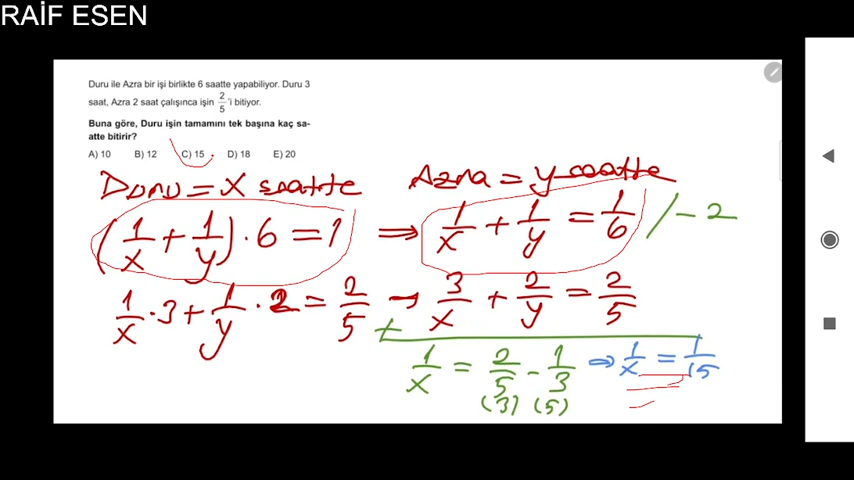 RAİF ESEN
Duru ile Azra bir işi birlikte 6 saatte yapabiliyor. Duru 3
saat, Azra 2 saat çalışınca işin 2/5 'i bitiyor.
Buna göre, Duru işin tamamını tek başına kaç sa-
atte bitirir?
A) 10 B) 12 C) 15 D) 18 E) 20
Duru = x saatte Azra = y saatte
(1/x + 1/y) · 6 = 1 ⇒ 1/x + 1/y = 1/6 / -2
1/x · 3 + 1/y · 2 = 2/5 → 3/x + 2/y = 2/5
+
1/x = 2/5 - 1/3 ⇒ 1/x = 1/15
(3) (5)